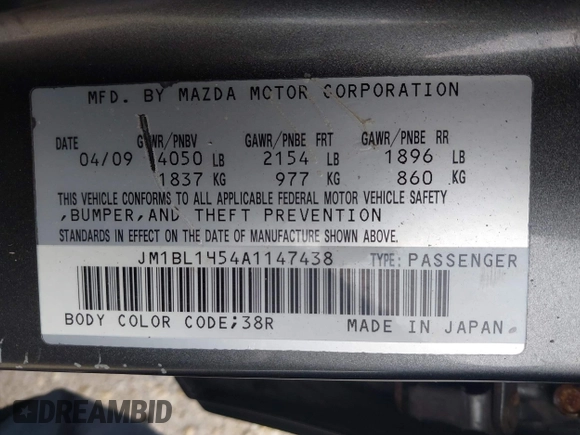 MFD. BY MAZDA MOTOR CORPORATION
DATE GVWR/PNBV GAWR/PNBE FRT GAWR/PNBE RR
04/09 4050 LB 2154 LB 1896 LB
1837 KG 977 KG 860 KG
THIS VEHICLE CONFORMS TO ALL APPLICABLE FEDERAL MOTOR VEHICLE SAFETY
,BUMPER,AND THEFT PREVENTION
STANDARDS IN EFFECT ON THE DATE OF MANUFACTURE SHOWN ABOVE.
JM1BL1454A1147438 TYPE: PASSENGER
BODY COLOR CODE;38R MADE IN JAPAN.
DREAMBID